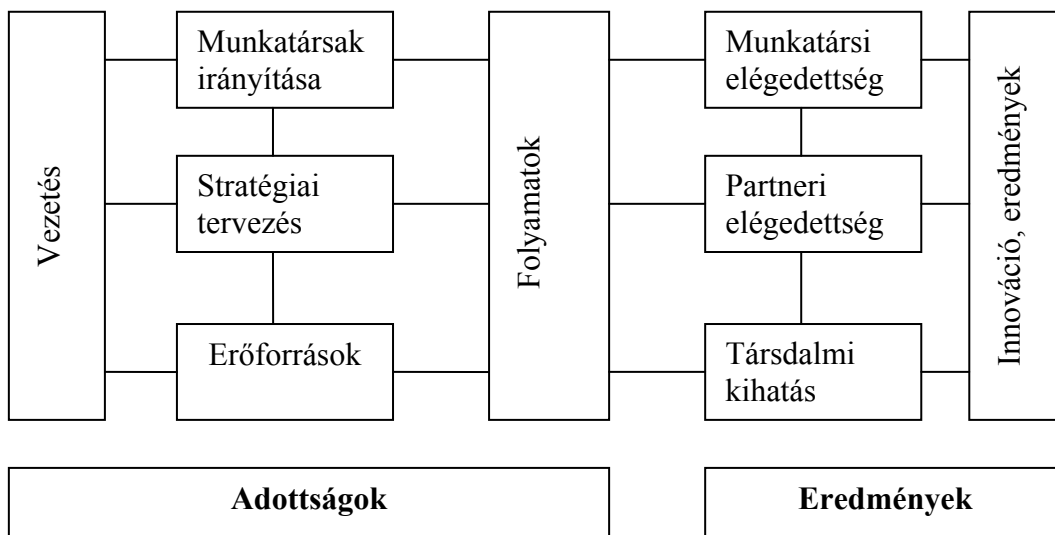 Vezetés
Munkatársak
irányítása
Stratégiai
tervezés
Erőforrások
Folyamatok
Munkatársi
elégedettség
Partneri
elégedettség
Társdalmi
kihatás
Innováció, eredmények
Adottságok
Eredmények